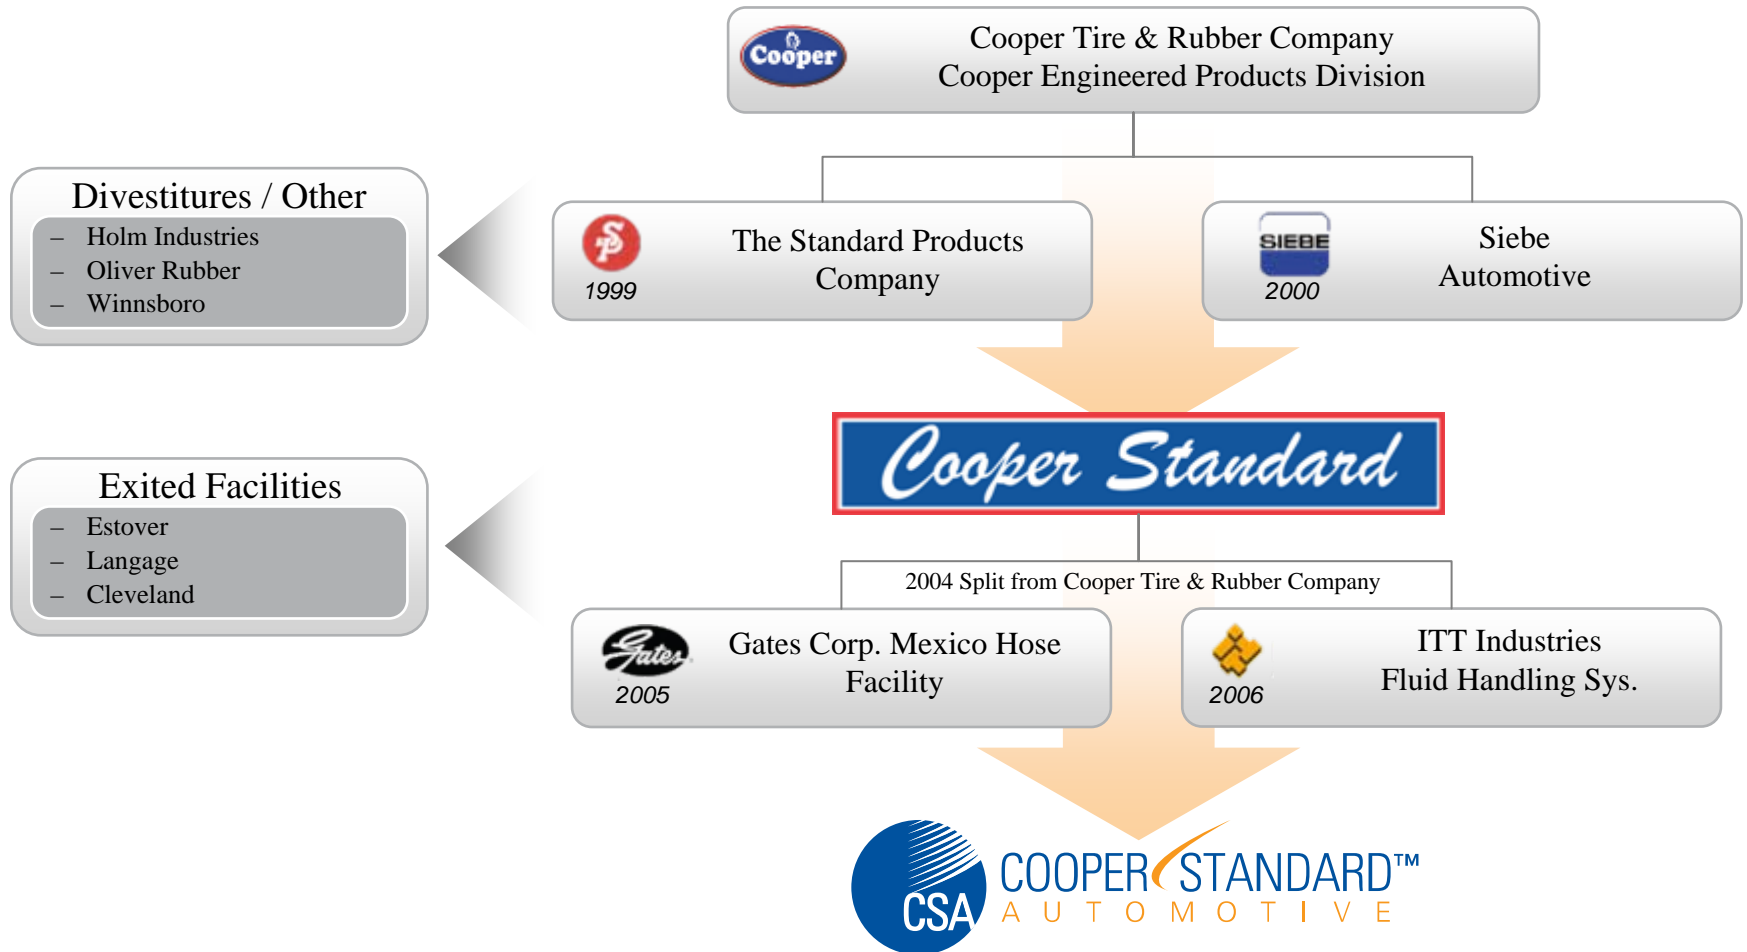 Cooper
Cooper Tire & Rubber Company
Cooper Engineered Products Division
Divestitures / Other
– Holm Industries
– Oliver Rubber
– Winnsboro
SP
1999
The Standard Products
Company
SIEBE
2000
Siebe
Automotive
Cooper Standard
Exited Facilities
– Estover
– Langage
– Cleveland
2004 Split from Cooper Tire & Rubber Company
Gates
2005
Gates Corp. Mexico Hose
Facility
2006
ITT Industries
Fluid Handling Sys.
CSA
COOPER STANDARD™
AUTOMOTIVE